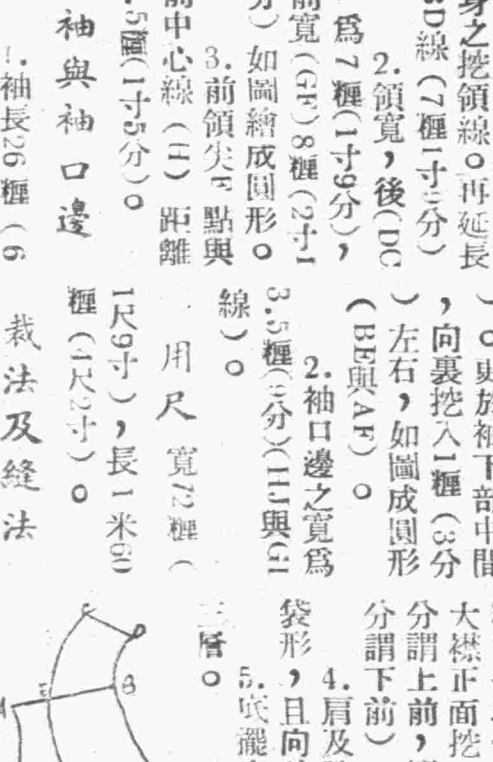 身之挖領線。再延長
BD線(7糎1寸9分)
2.領寬,後(DC
爲7糎(1寸9分),
前寬(GF)8糎(2寸1
分)如圖繪成圓形。
3.前領尖F點與
前中心線(H)距離
.5糎(1寸5分)。
袖與袖口邊
1.袖長26糎(6
)。更於袖下部中間
,向裏挖入1糎(3分
)左右,如圖成圓形
(BE與AF)。
2.袖口邊之寬爲
3.5糎(9分)(HJ與GI
線)。
用尺 寬72糎(
1尺9寸),長1米60
糎(4尺2寸)。
裁法及縫法
大襟正面挖
分謂上前,
分謂下前)
4.肩及
袋形,且向
5.底擺
三層。
C
D
E
B
A